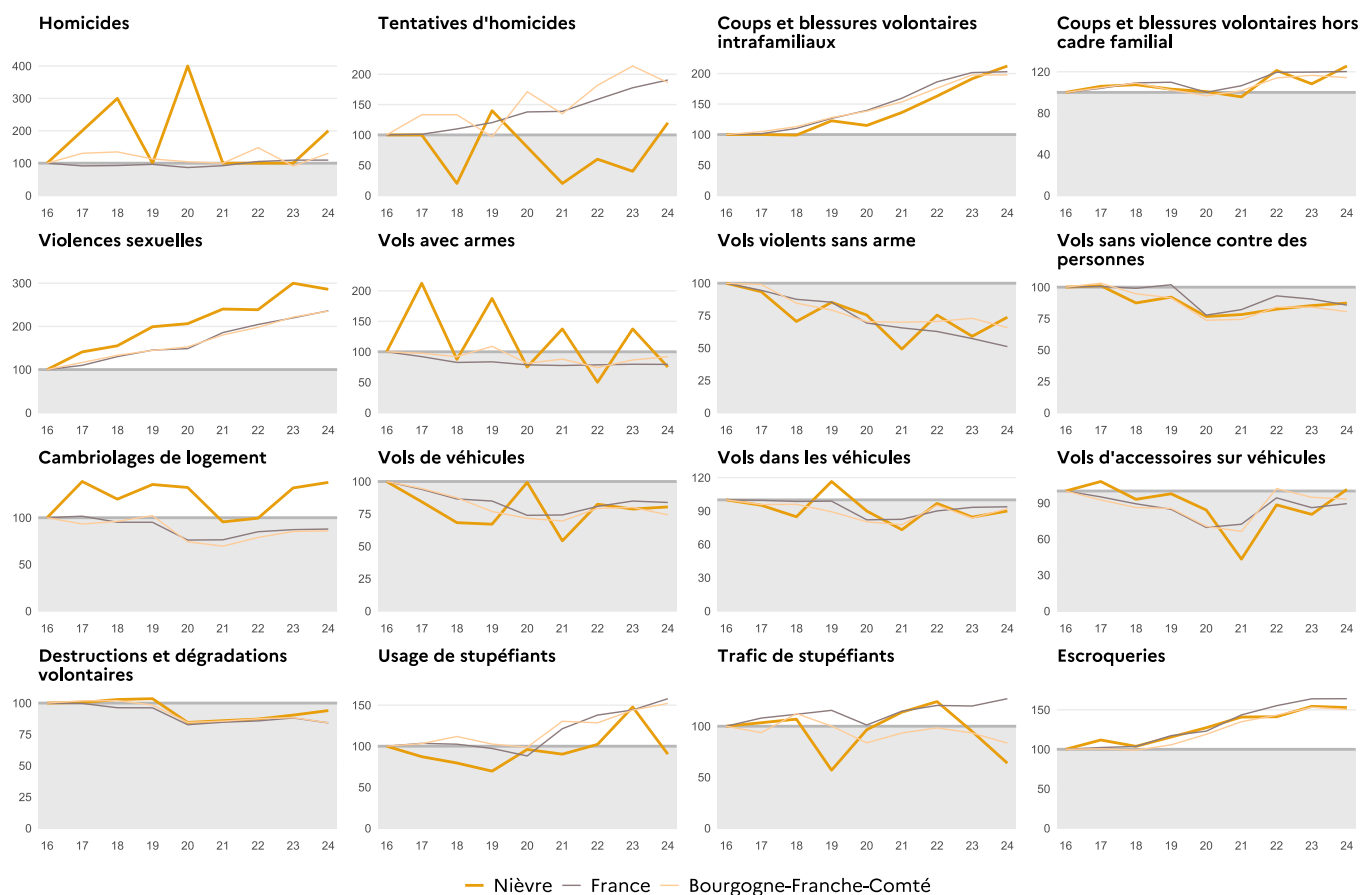 Homicides
Tentatives d'homicides
Coups et blessures volontaires
intrafamiliaux
Coups et blessures volontaires hors
cadre familial
400
300
200
100
0
16 17 18 19 20 21 22 23 24
200
150
100
50
0
16 17 18 19 20 21 22 23 24
200
150
100
50
0
16 17 18 19 20 21 22 23 24
120
80
40
0
16 17 18 19 20 21 22 23 24
Violences sexuelles
Vols avec armes
Vols violents sans arme
Vols sans violence contre des
personnes
300
200
100
0
16 17 18 19 20 21 22 23 24
200
150
100
50
0
16 17 18 19 20 21 22 23 24
100
75
50
25
0
16 17 18 19 20 21 22 23 24
100
75
50
25
0
16 17 18 19 20 21 22 23 24
Cambriolages de logement
Vols de véhicules
Vols dans les véhicules
Vols d'accessoires sur véhicules
100
50
0
16 17 18 19 20 21 22 23 24
100
75
50
25
0
16 17 18 19 20 21 22 23 24
120
90
60
30
0
16 17 18 19 20 21 22 23 24
90
60
30
0
16 17 18 19 20 21 22 23 24
Destructions et dégradations
volontaires
Usage de stupéfiants
Trafic de stupéfiants
Escroqueries
100
75
50
25
0
16 17 18 19 20 21 22 23 24
150
100
50
0
16 17 18 19 20 21 22 23 24
100
50
0
16 17 18 19 20 21 22 23 24
150
100
50
0
16 17 18 19 20 21 22 23 24
Nièvre France Bourgogne-Franche-Comté